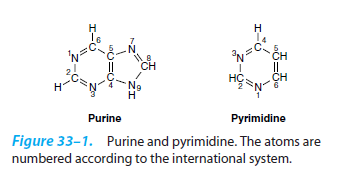 H
H
6
C
4
C
1
N
5
C
7
N
3
N
5
CH
8
CH
2
C
HC
2
CH
6
H
N
3
C
4
N
9
H
N
1
Purine
Pyrimidine
Figure 33–1. Purine and pyrimidine. The atoms are
numbered according to the international system.